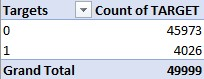 Targets Count of TARGET
0 45973
1 4026
Grand Total 49999